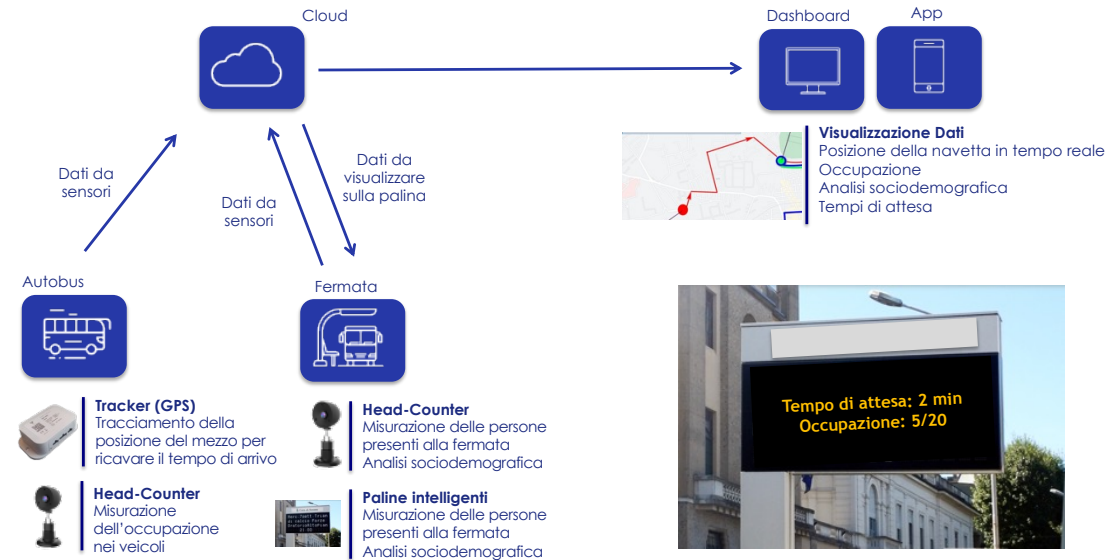 Cloud
Dashboard
App
Visualizzazione Dati
Posizione della navetta in tempo reale
Occupazione
Analisi sociodemografica
Tempi di attesa
Dati da
sensori
Dati da
sensori
Dati da
visualizzare
sulla palina
Autobus
Fermata
Tracker (GPS)
Tracciamento della
posizione del mezzo per
ricavare il tempo di arrivo
Head-Counter
Misurazione
dell'occupazione
nei veicoli
Head-Counter
Misurazione delle persone
presenti alla fermata
Analisi sociodemografica
Paline intelligenti
Misurazione delle persone
presenti alla fermata
Analisi sociodemografica
Tempo di attesa: 2 min
Occupazione: 5/20